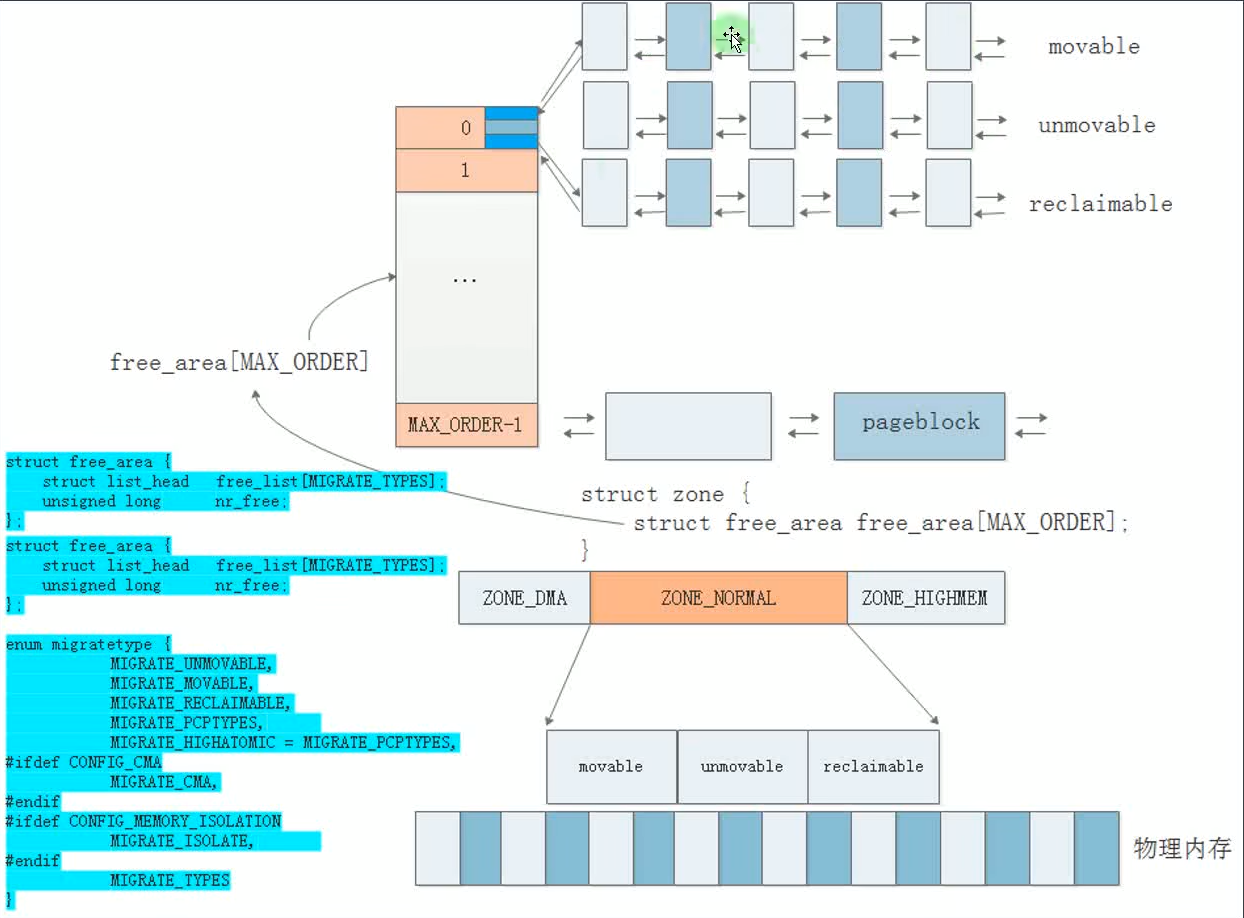 movable
unmovable
reclaimable
0
1
...
free_area[MAX_ORDER]
MAX_ORDER-1
pageblock
struct free_area {
struct list_head free_list[MIGRATE_TYPES];
unsigned long nr_free;
};
struct free_area {
struct list_head free_list[MIGRATE_TYPES];
unsigned long nr_free;
};
enum migratetype {
MIGRATE_UNMOVABLE,
MIGRATE_MOVABLE,
MIGRATE_RECLAIMABLE,
MIGRATE_PCPTYPES,
MIGRATE_HIGHATOMIC = MIGRATE_PCPTYPES,
#ifdef CONFIG_CMA
MIGRATE_CMA,
#endif
#ifdef CONFIG_MEMORY_ISOLATION
MIGRATE_ISOLATE,
#endif
MIGRATE_TYPES
}
struct zone {
struct free_area free_area[MAX_ORDER];
}
ZONE_DMA ZONE_NORMAL ZONE_HIGHMEM
movable unmovable reclaimable
物理内存